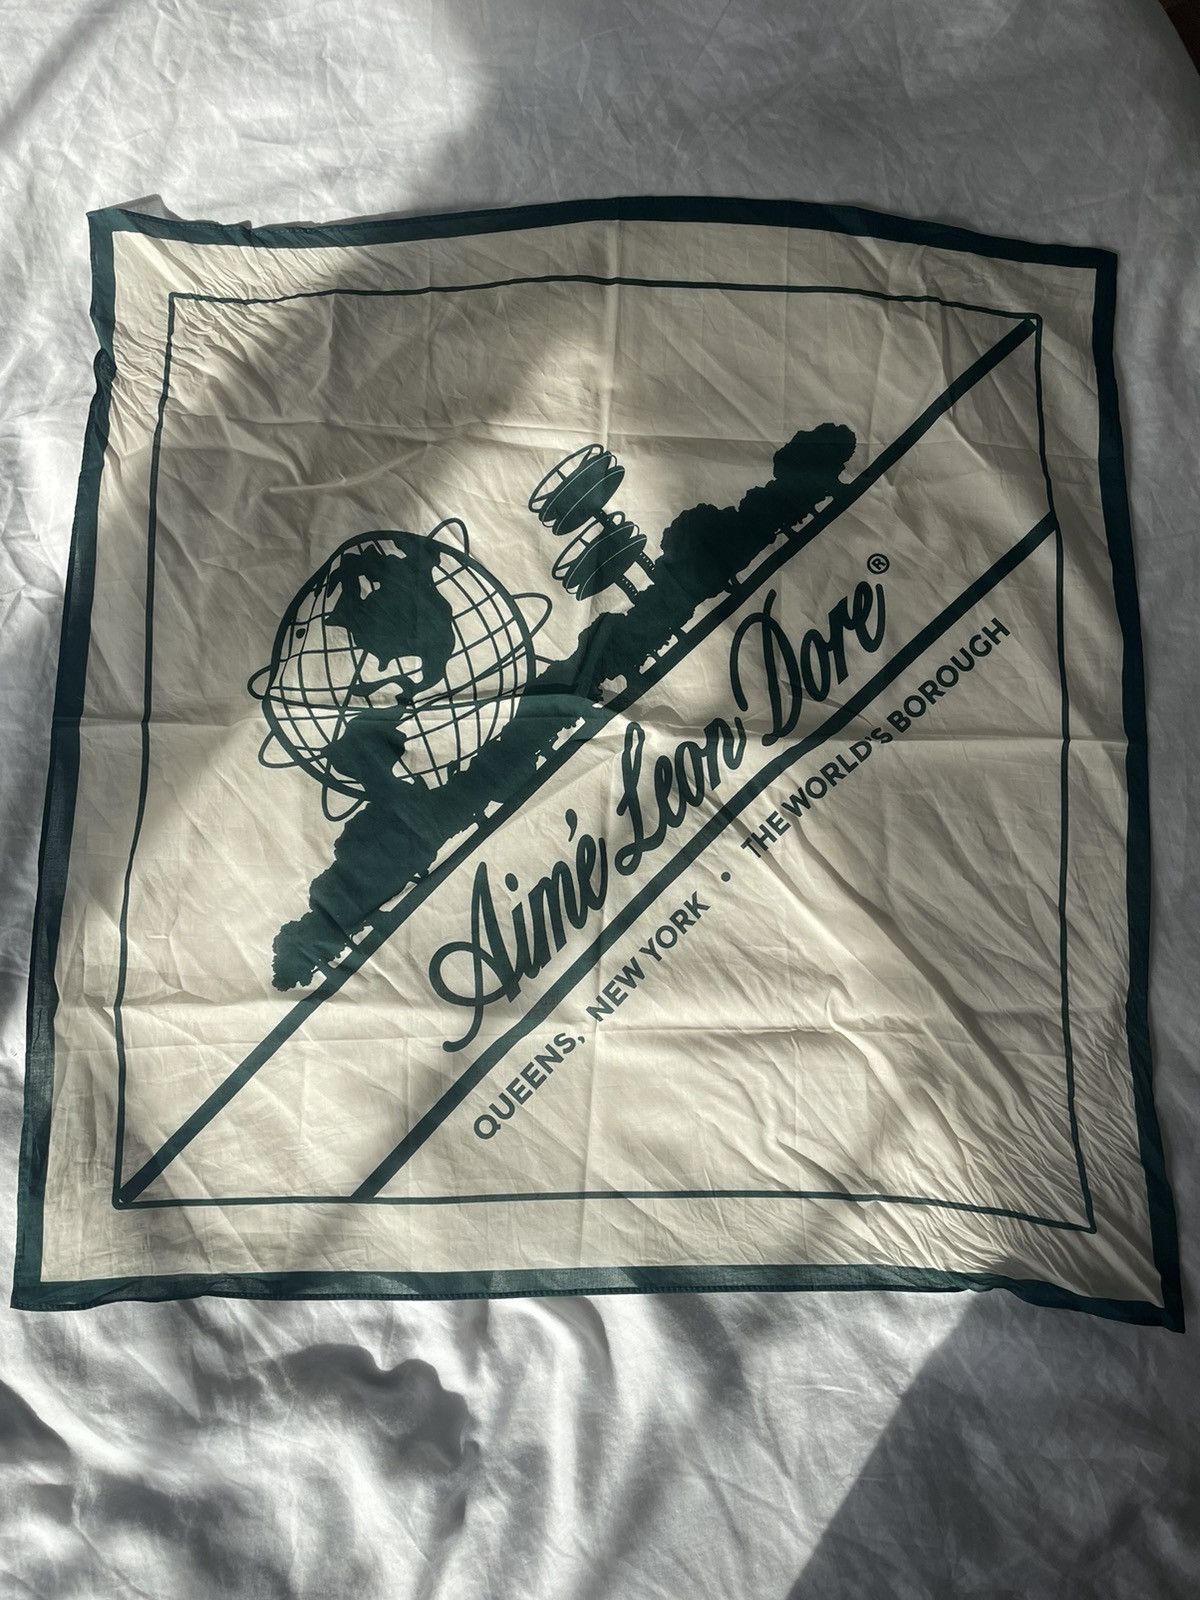 Aimé Leon Dore®
QUEENS, NEW YORK • THE WORLD'S BOROUGH